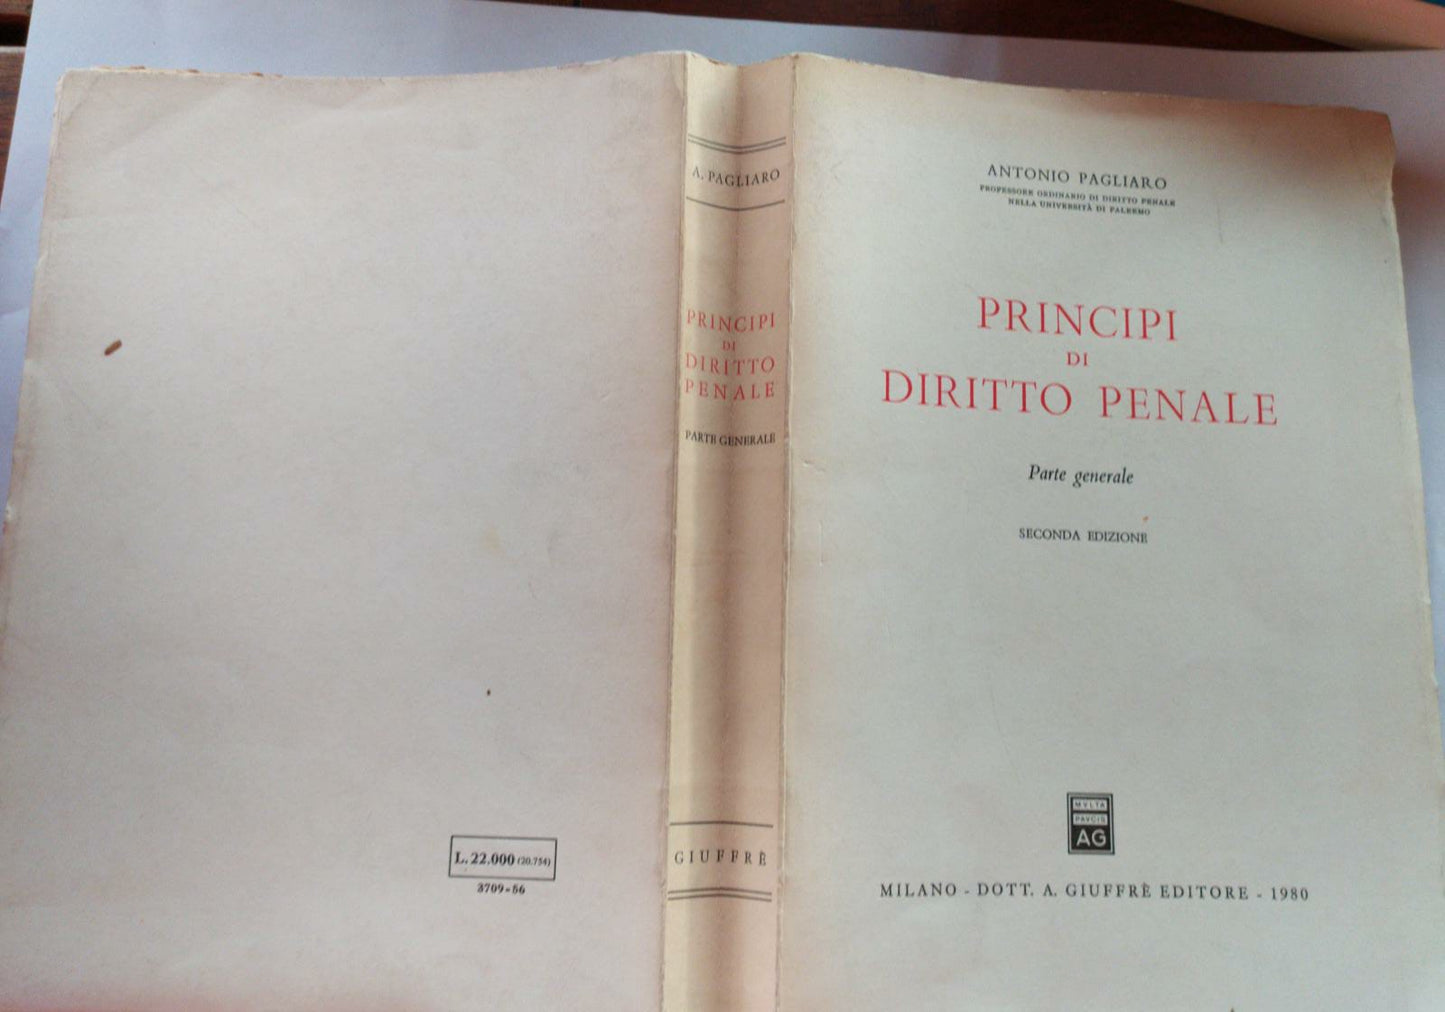 L. 22.000 (20.754)
3709-56
A. PAGLIARO
PRINCIPI
DI
DIRITTO
PENALE
PARTE GENERALE
GIUFFRÈ
ANTONIO PAGLIARO
PROFESSORE ORDINARIO DI DIRITTO PENALE
NELLA UNIVERSITÀ DI PALERMO
PRINCIPI
DI
DIRITTO PENALE
Parte generale
SECONDA EDIZIONE
MVLTA
PAVCIS
AG
MILANO - DOTT. A. GIUFFRÈ EDITORE - 1980